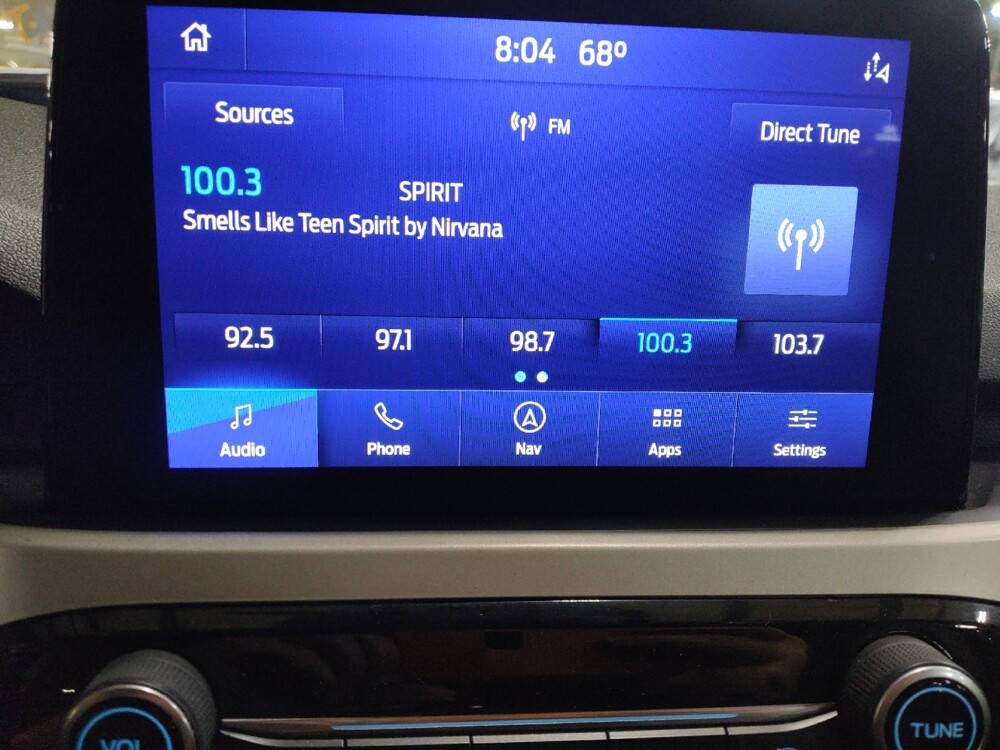 8:04 68°
Sources
FM
Direct Tune
100.3 SPIRIT
Smells Like Teen Spirit by Nirvana
92.5 97.1 98.7 100.3 103.7
Audio Phone Nav Apps Settings
VOL TUNE